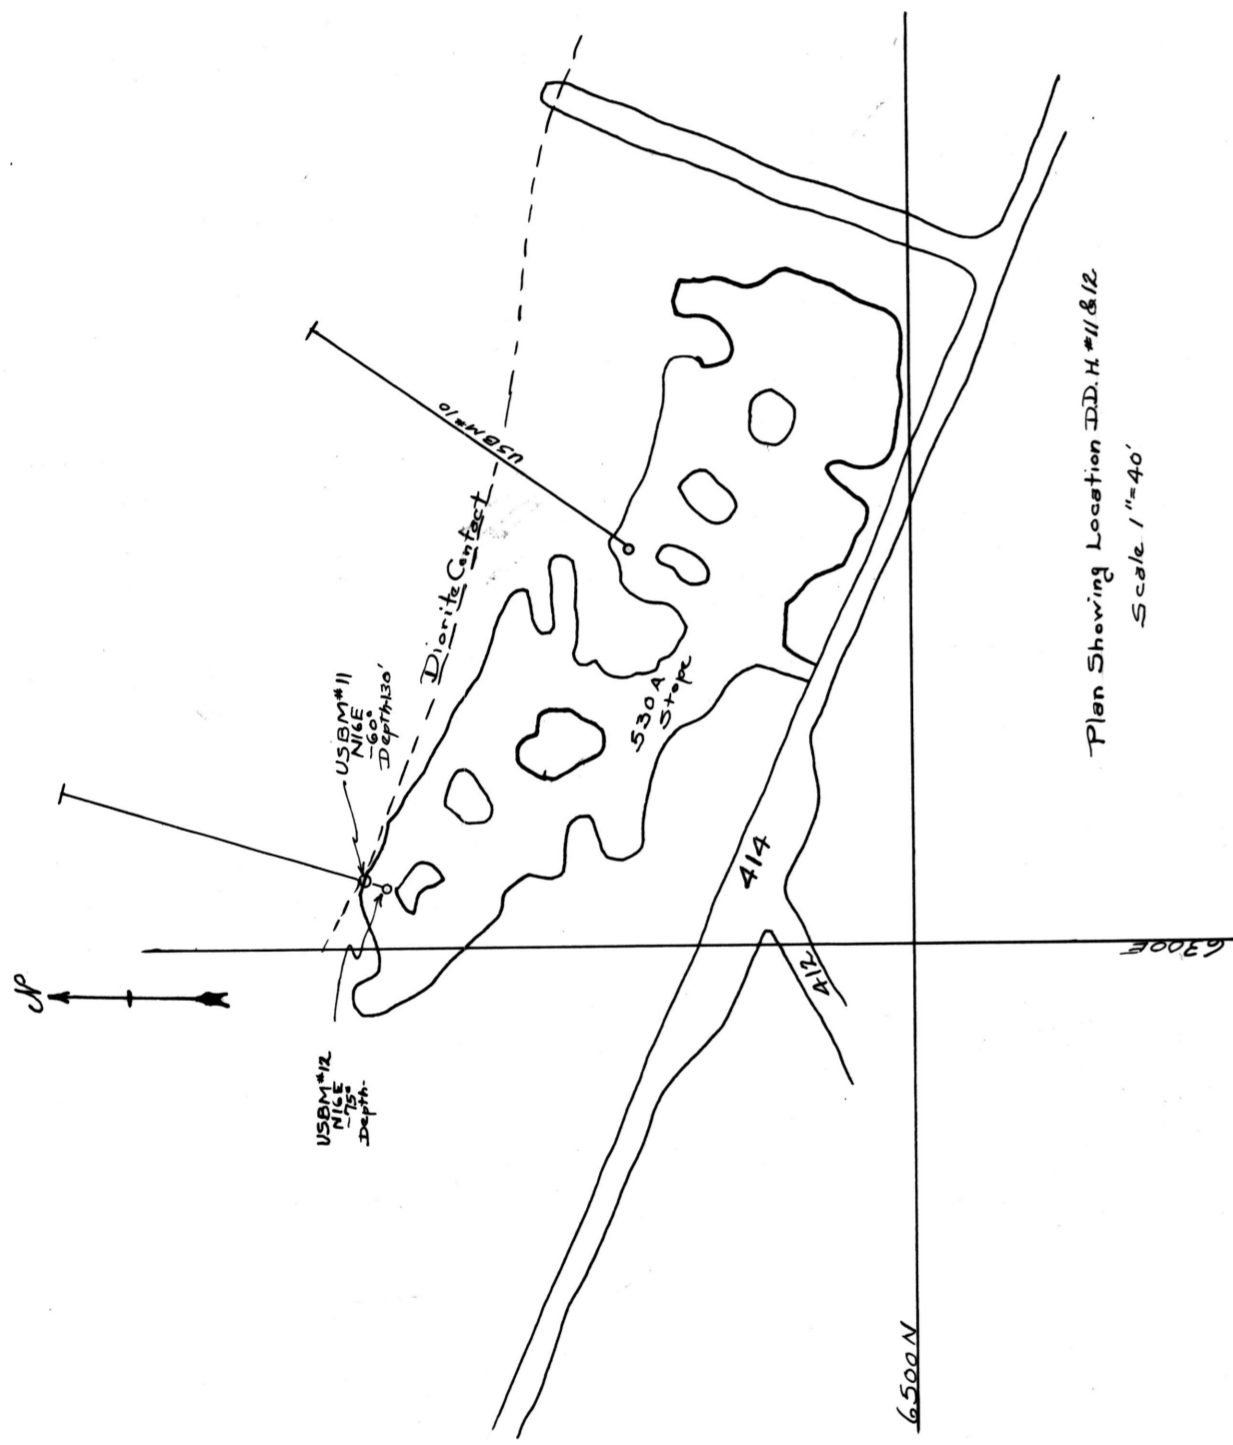 N
USBM#11
N16E
-60°
Depth-130'
USBM#12
N16E
-75°
Depth-
Diorite Contact
USBM#10
530A
Stope
414
412
6300E
6500N
Plan Showing Location D.D.H. #11 & 12
Scale 1"=40'